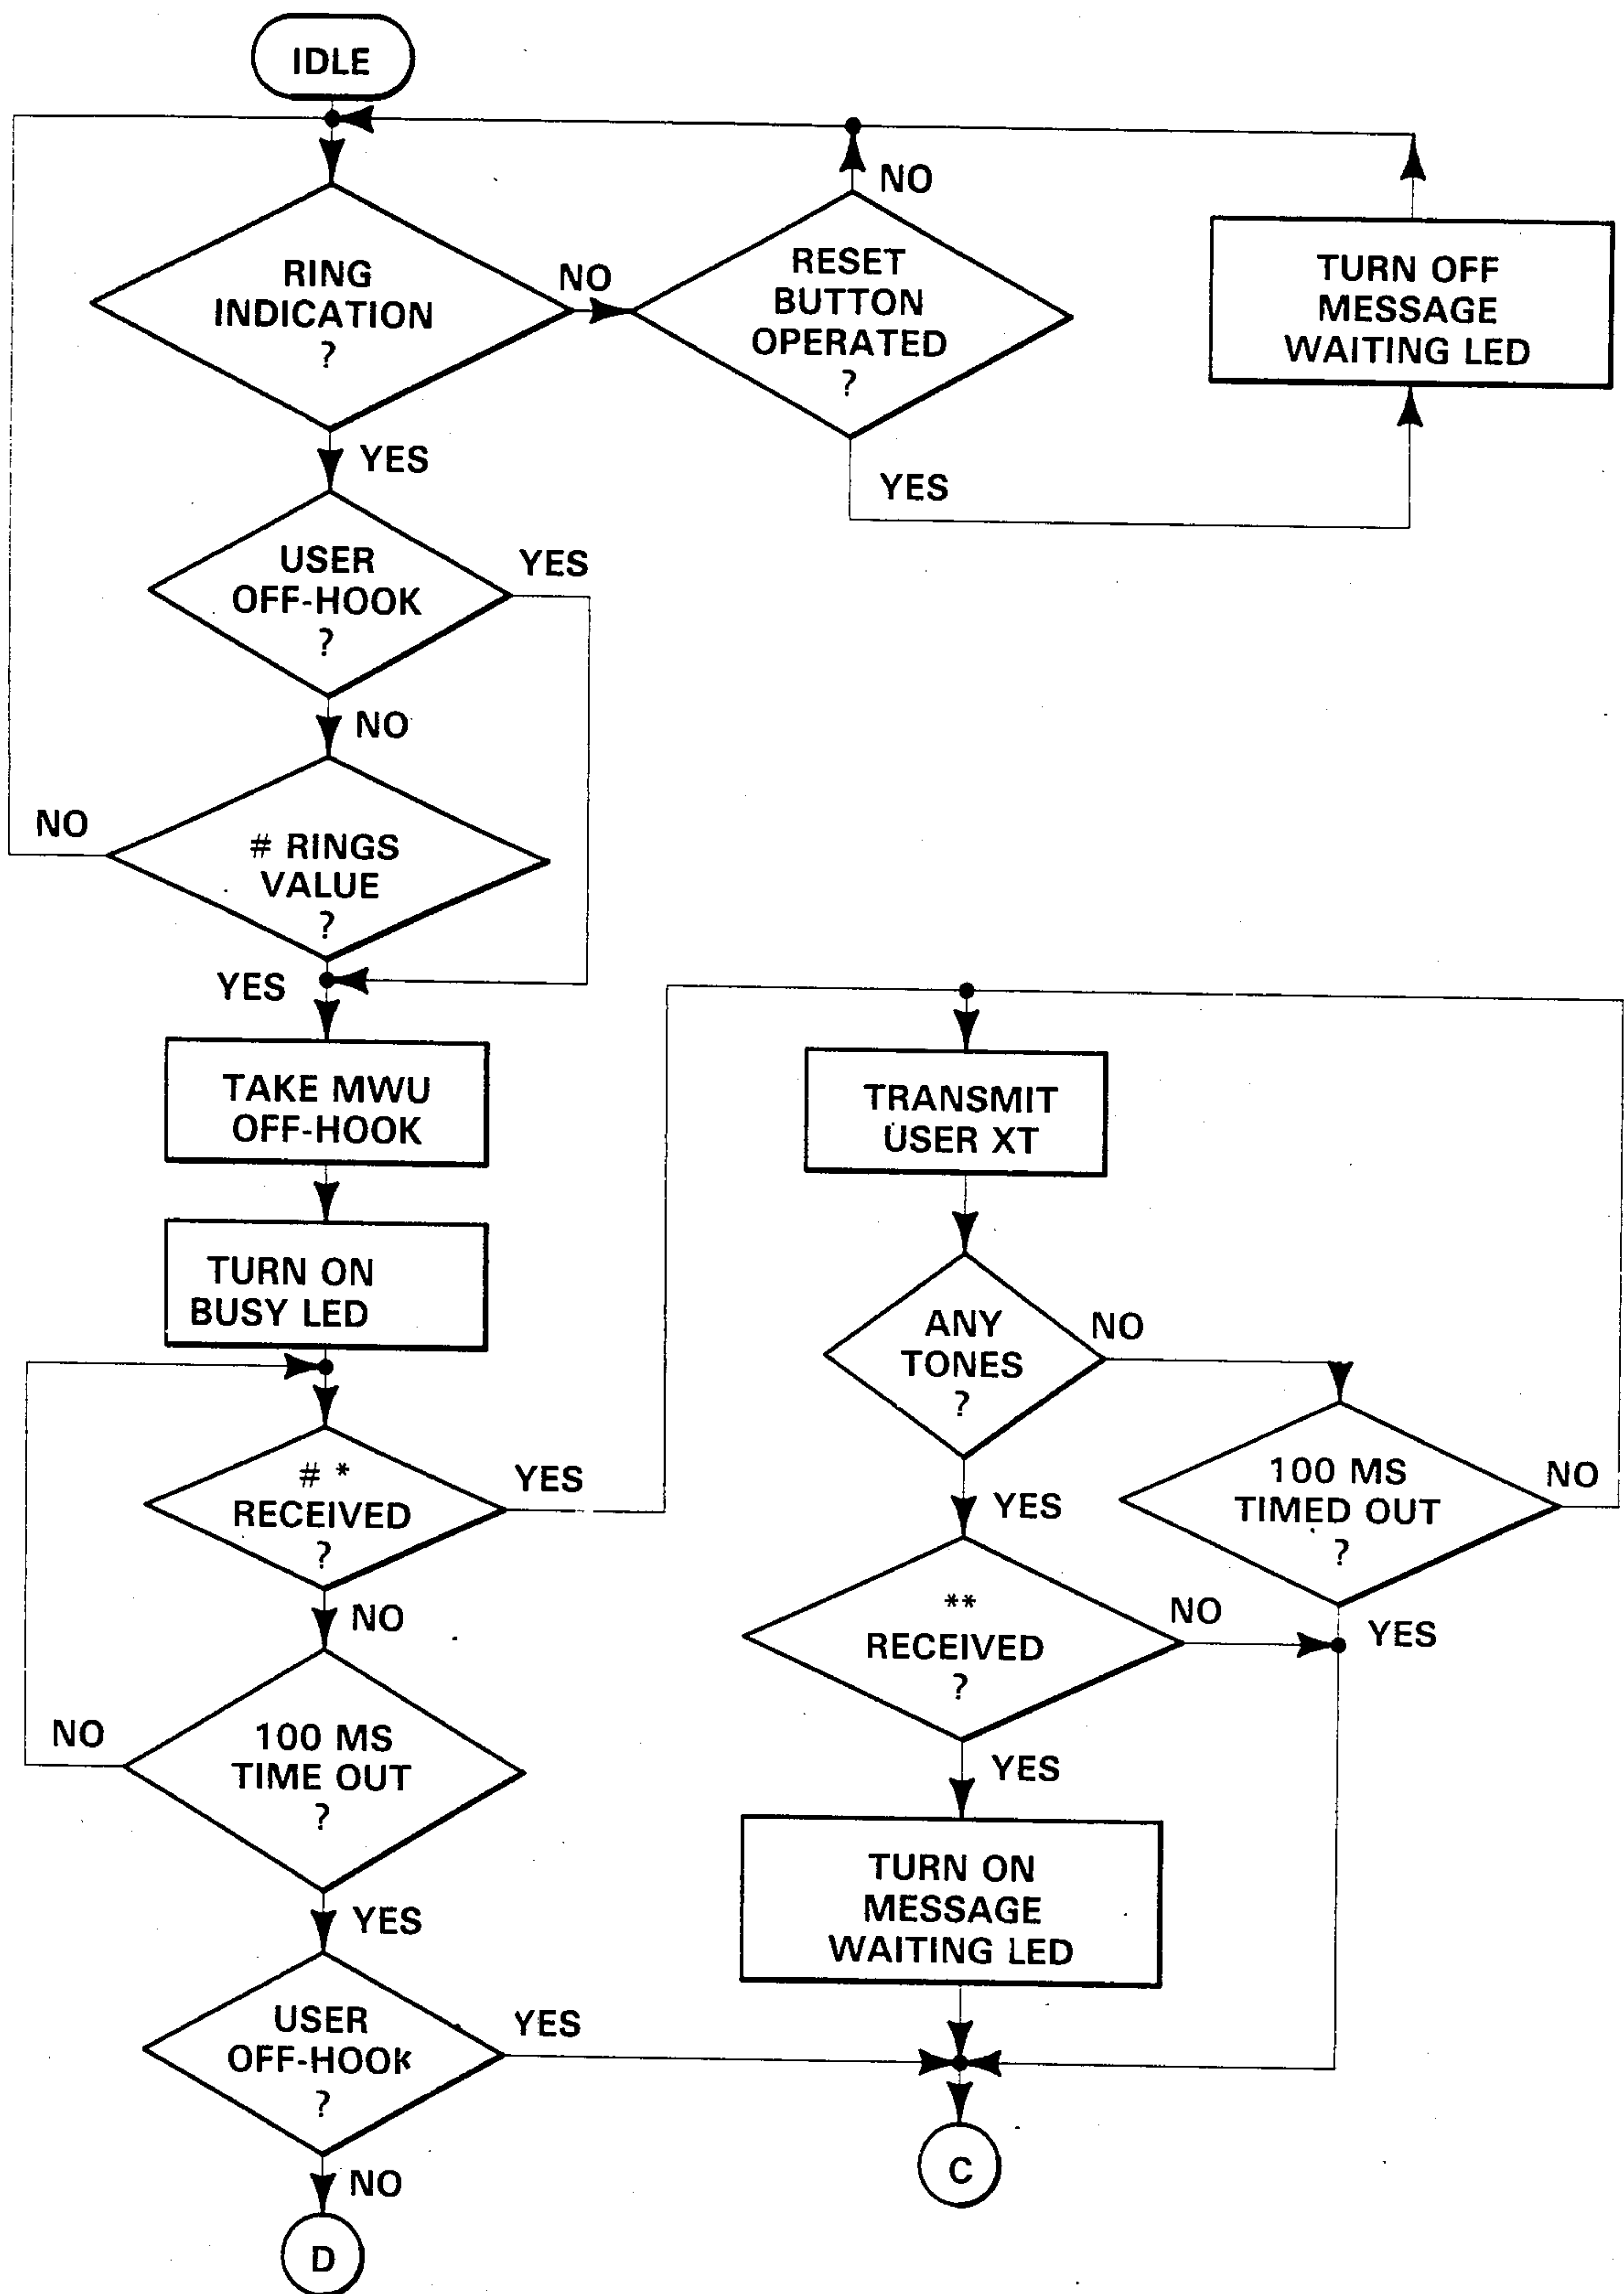 IDLE
NO
RING
INDICATION
?
NO
RESET
BUTTON
OPERATED
?
TURN OFF
MESSAGE
WAITING LED
YES
YES
USER
OFF-HOOK
?
YES
NO
NO
# RINGS
VALUE
?
YES
TAKE MWU
OFF-HOOK
TURN ON
BUSY LED
# *
RECEIVED
?
YES
NO
NO
100 MS
TIME OUT
?
YES
USER
OFF-HOOK
?
YES
NO
D
TRANSMIT
USER XT
ANY
TONES
?
NO
YES
100 MS
TIMED OUT
?
NO
YES
**
RECEIVED
?
NO
YES
TURN ON
MESSAGE
WAITING LED
C